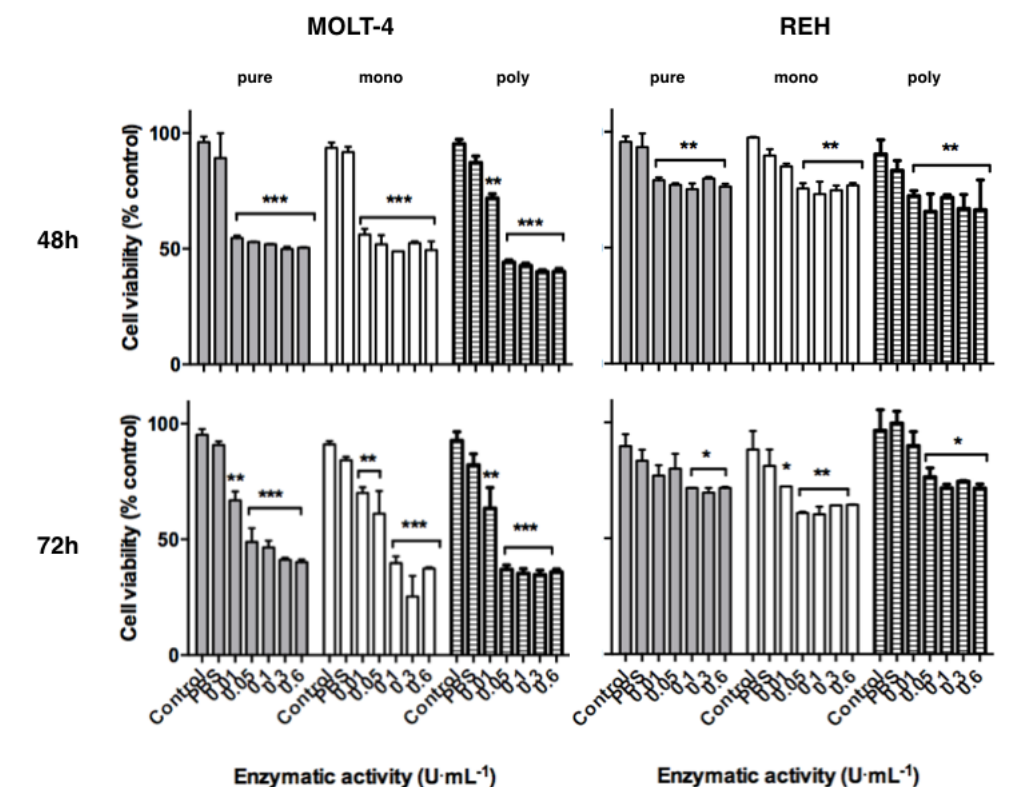 MOLT-4 REH
pure mono poly pure mono poly
48h
Cell viability (% control)
100
50
0
*** *** ** *** ** ** **
72h
Cell viability (% control)
100
50
0
** *** ** *** ** *** * * ** *
Control PBS 0.01 0.05 0.1 0.3 0.6 Control PBS 0.01 0.05 0.1 0.3 0.6 Control PBS 0.01 0.05 0.1 0.3 0.6 Control PBS 0.01 0.05 0.1 0.3 0.6 Control PBS 0.01 0.05 0.1 0.3 0.6 Control PBS 0.01 0.05 0.1 0.3 0.6
Enzymatic activity (U·mL⁻¹) Enzymatic activity (U·mL⁻¹)